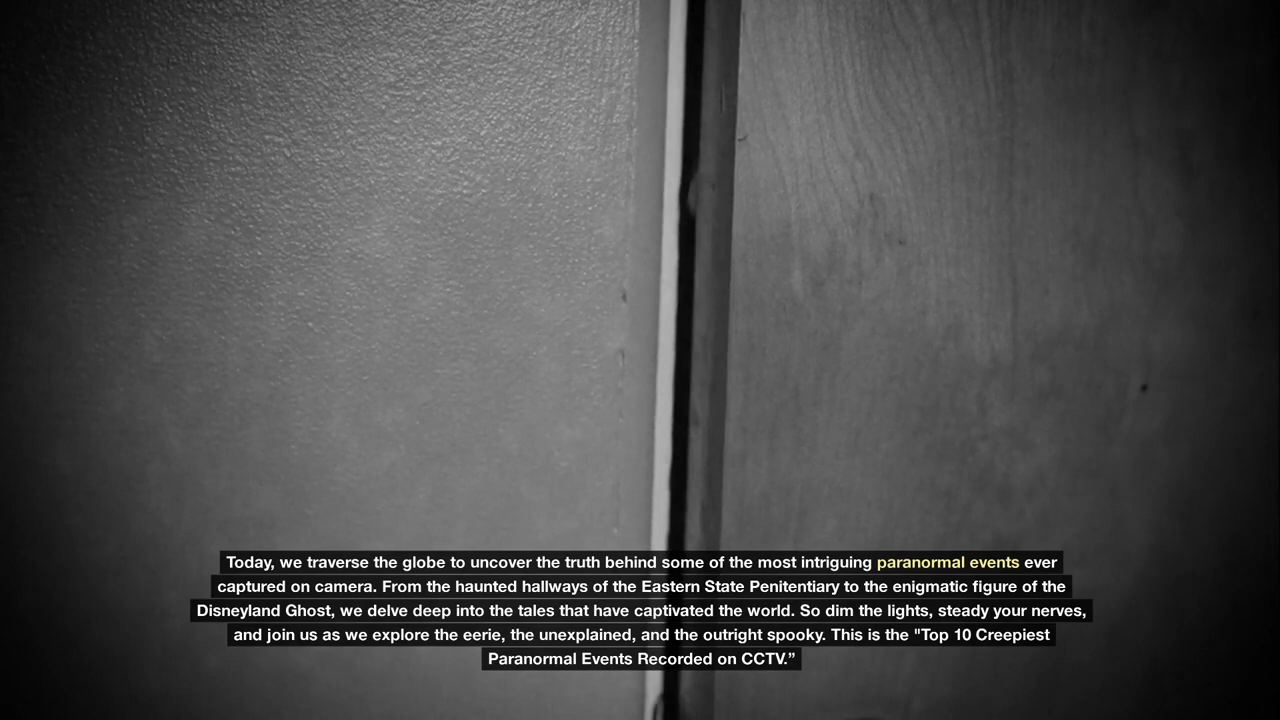 Today, we traverse the globe to uncover the truth behind some of the most intriguing paranormal events ever
captured on camera. From the haunted hallways of the Eastern State Penitentiary to the enigmatic figure of the
Disneyland Ghost, we delve deep into the tales that have captivated the world. So dim the lights, steady your nerves,
and join us as we explore the eerie, the unexplained, and the outright spooky. This is the "Top 10 Creepiest
Paranormal Events Recorded on CCTV.”